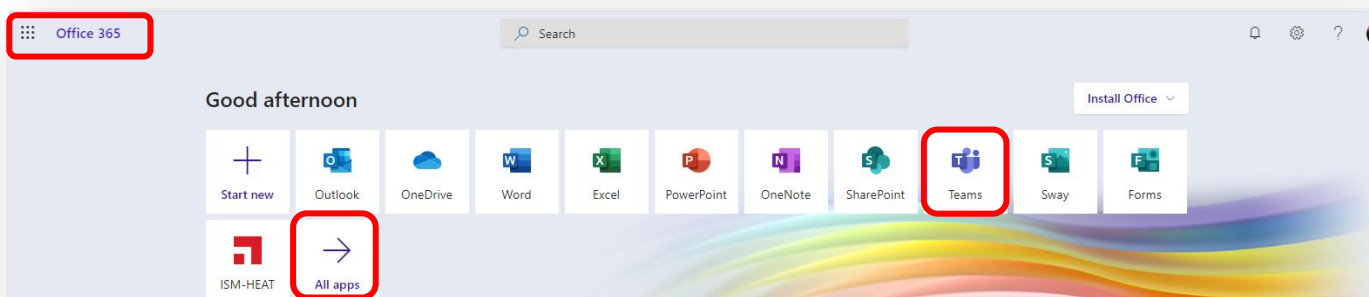 Office 365
Search
?
Good afternoon
Install Office
Start new
Outlook
OneDrive
Word
Excel
PowerPoint
OneNote
SharePoint
Teams
Sway
Forms
ISM-HEAT
All apps